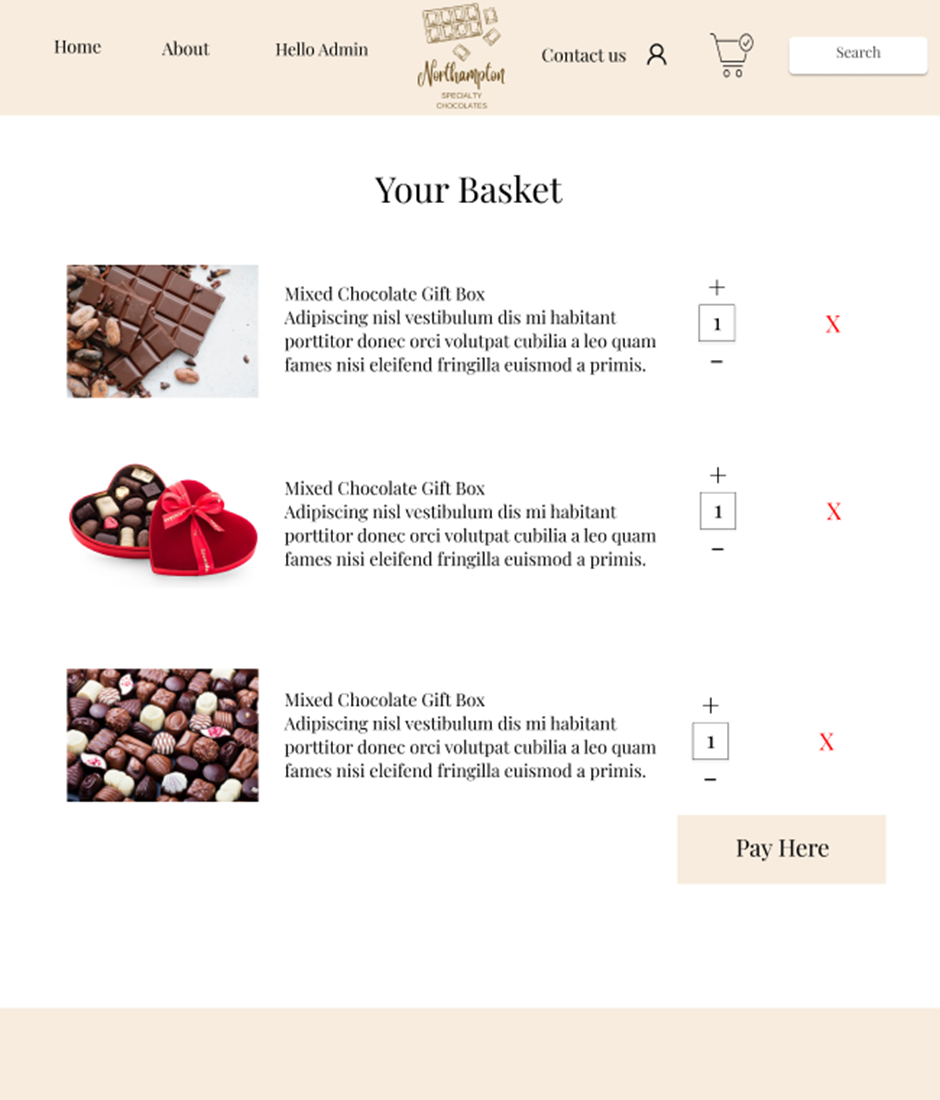 Home
About
Hello Admin
Northampton
SPECIALTY
CHOCOLATES
Contact us
Search
Your Basket
Mixed Chocolate Gift Box
Adipiscing nisl vestibulum dis mi habitant
porttitor donec orci volutpat cubilia a leo quam
fames nisi eleifend fringilla euismod a primis.
+
1
-
X
Mixed Chocolate Gift Box
Adipiscing nisl vestibulum dis mi habitant
porttitor donec orci volutpat cubilia a leo quam
fames nisi eleifend fringilla euismod a primis.
+
1
-
X
Mixed Chocolate Gift Box
Adipiscing nisl vestibulum dis mi habitant
porttitor donec orci volutpat cubilia a leo quam
fames nisi eleifend fringilla euismod a primis.
+
1
-
X
Pay Here